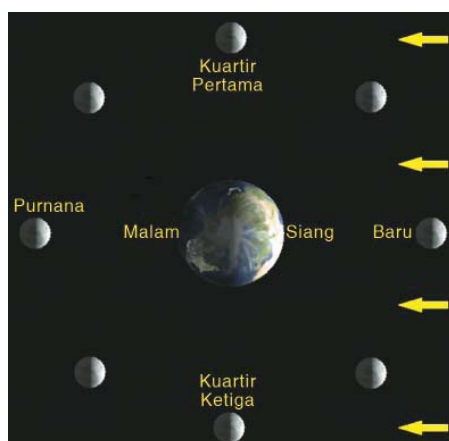 Kuartir
Pertama
Purnana
Malam
Siang
Baru
Kuartir
Ketiga